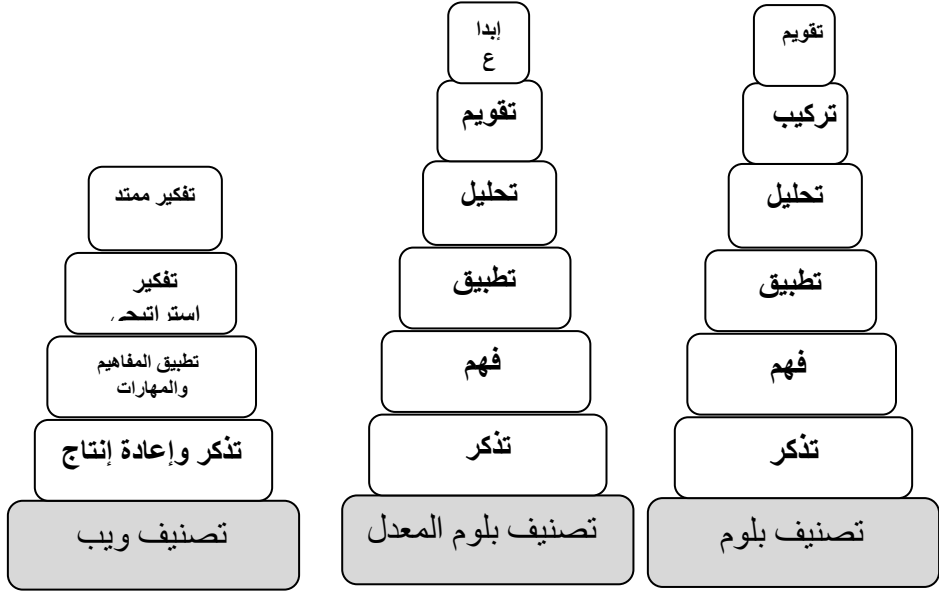 تقويم
تركيب
تحليل
تطبيق
فهم
تذكر
تصنيف بلوم
إبدا
ع
تقويم
تحليل
تطبيق
فهم
تذكر
تصنيف بلوم المعدل
تفكير ممتد
تفكير
استراتيجي
تطبيق المفاهيم
والمهارات
تذكر وإعادة إنتاج
تصنيف ويب